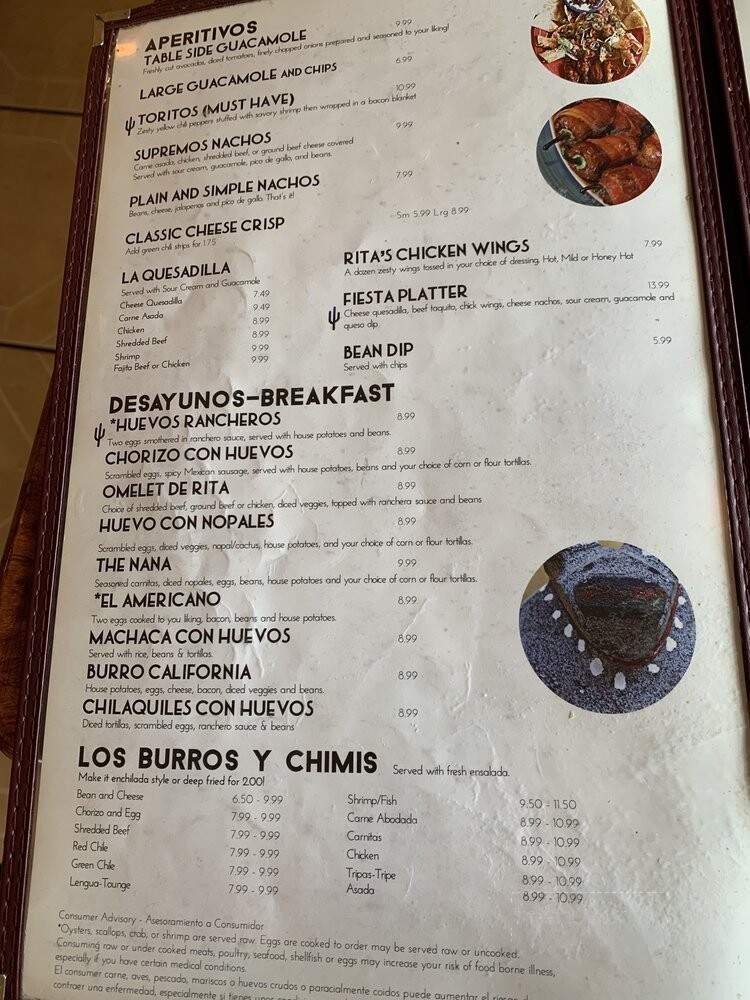 APERITIVOS
TABLE SIDE GUACAMOLE 9.99
Freshly cut avocados, diced tomatoes, finely chopped onions prepared and seasoned to your liking!
LARGE GUACAMOLE AND CHIPS 6.99
TORITOS (MUST HAVE) 10.99
Zesty yellow chili peppers stuffed with savory shrimp then wrapped in a bacon blanket
SUPREMOS NACHOS 9.99
Carne asada, chicken, shredded beef, or ground beef cheese covered
Served with sour cream, guacamole, pico de gallo, and beans.
PLAIN AND SIMPLE NACHOS 7.99
Beans, cheese, jalapenos and pico de gallo. That's it!
CLASSIC CHEESE CRISP Sm 5.99 Lrg 8.99
Add green chili strips for 1.75
LA QUESADILLA
Served with Sour Cream and Guacamole
Cheese Quesadilla 7.49
Carne Asada 9.49
Chicken 8.99
Shredded Beef 8.99
Shrimp 9.99
Fajita Beef or Chicken 9.99
RITA'S CHICKEN WINGS 7.99
A dozen zesty wings tossed in your choice of dressing, Hot, Mild or Honey Hot
FIESTA PLATTER 13.99
Cheese quesadilla, beef taquito, chick wings, cheese nachos, sour cream, guacamole and
queso dip
BEAN DIP 5.99
Served with chips
DESAYUNOS-BREAKFAST
*HUEVOS RANCHEROS 8.99
Two eggs smothered in ranchero sauce, served with house potatoes and beans.
CHORIZO CON HUEVOS 8.99
Scrambled eggs, spicy Mexican sausage, served with house potatoes, beans and your choice of corn or flour tortillas.
OMELET DE RITA 8.99
Choice of shredded beef, ground beef or chicken, diced veggies, topped with ranchera sauce and beans
HUEVO CON NOPALES 8.99
Scrambled eggs, diced veggies, nopal/cactus, house potatoes, and your choice of corn or flour tortillas.
THE NANA 9.99
Seasoned carnitas, diced nopales, eggs, beans, house potatoes and your choice of corn or flour tortillas.
*EL AMERICANO 8.99
Two eggs cooked to you liking, bacon, beans and house potatoes.
MACHACA CON HUEVOS 8.99
Served with rice, beans & tortillas.
BURRO CALIFORNIA 8.99
House potatoes, eggs, cheese, bacon, diced veggies and beans.
CHILAQUILES CON HUEVOS 8.99
Diced tortillas, scrambled eggs, ranchero sauce & beans
LOS BURROS Y CHIMIS Served with fresh ensalada.
Make it enchilada style or deep fried for 2.00!
Bean and Cheese 6.50 - 9.99
Chorizo and Egg 7.99 - 9.99
Shredded Beef 7.99 - 9.99
Red Chile 7.99 - 9.99
Green Chile 7.99 - 9.99
Lengua-Tounge 7.99 - 9.99
Shrimp/Fish 9.50 - 11.50
Carne Abodada 8.99 - 10.99
Carnitas 8.99 - 10.99
Chicken 8.99 - 10.99
Tripas-Tripe 8.99 - 10.99
Asada 8.99 - 10.99
Consumer Advisory - Asesoramiento a Consumidor
*Oysters, scallops, crab, or shrimp are served raw. Eggs are cooked to order may be served raw or uncooked.
Consuming raw or under cooked meats, poultry, seafood, shellfish or eggs may increase your risk of food borne illness,
especially if you have certain medical conditions.
El consumir carne, aves, pescado, mariscos o huevos crudos o paracialmente coidos puede aumentar el riesgo d
contraer una enfermedad, especialmente si tienes